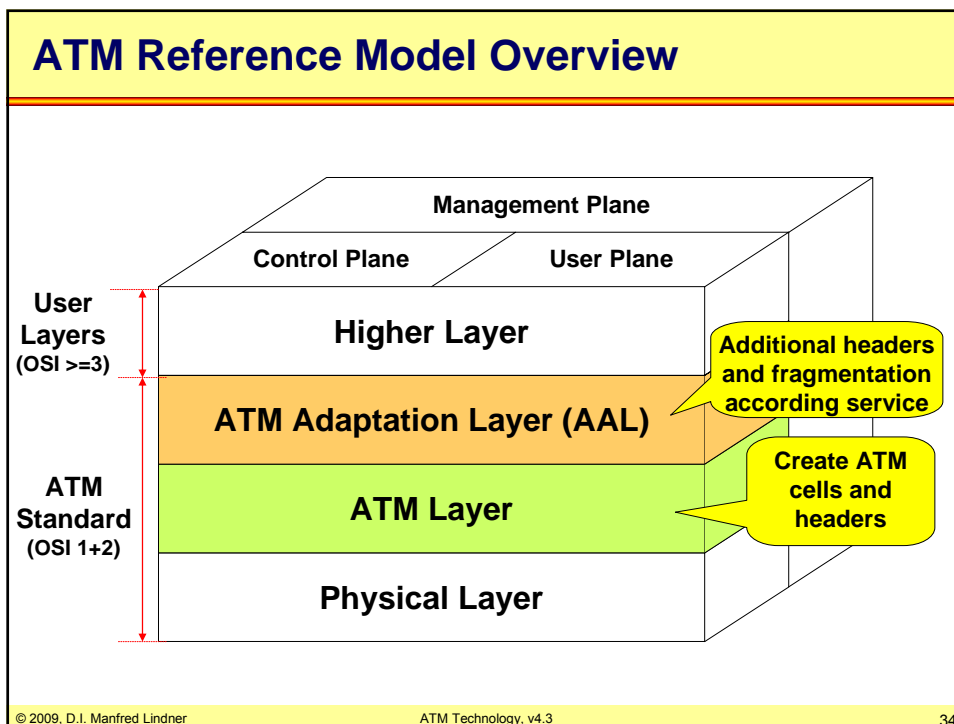 ATM Reference Model Overview
Management Plane
Control Plane
User Plane
User
Layers
(OSI >=3)
Higher Layer
Additional headers
and fragmentation
according service
ATM Adaptation Layer (AAL)
Create ATM
cells and
headers
ATM
Standard
(OSI 1+2)
ATM Layer
Physical Layer
© 2009, D.I. Manfred Lindner
ATM Technology, v4.3
34